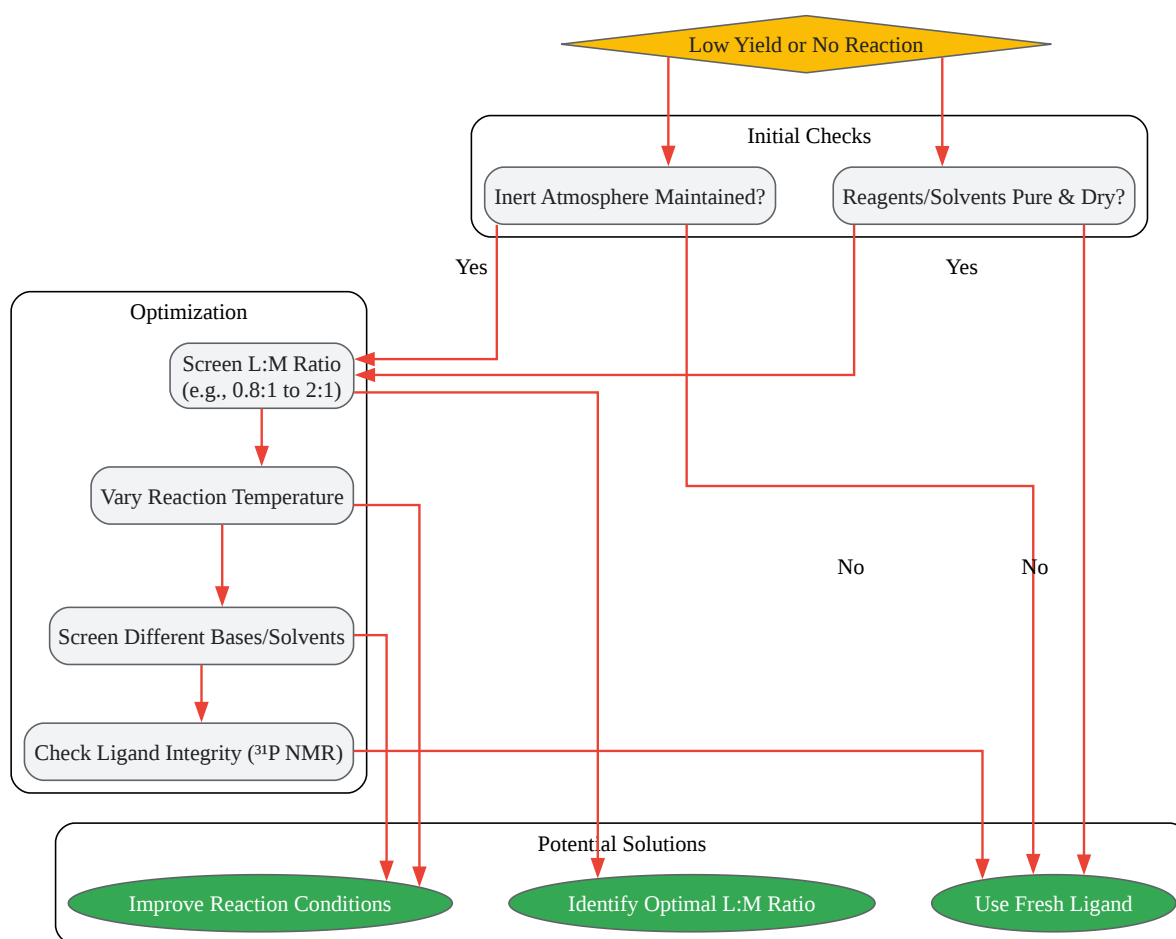 Low Yield or No Reaction
Initial Checks
Inert Atmosphere Maintained?
Reagents/Solvents Pure & Dry?
Yes
Yes
Optimization
Screen L:M Ratio
(e.g., 0.8:1 to 2:1)
Vary Reaction Temperature
No
No
Screen Different Bases/Solvents
Check Ligand Integrity (³¹P NMR)
Potential Solutions
Improve Reaction Conditions
Identify Optimal L:M Ratio
Use Fresh Ligand